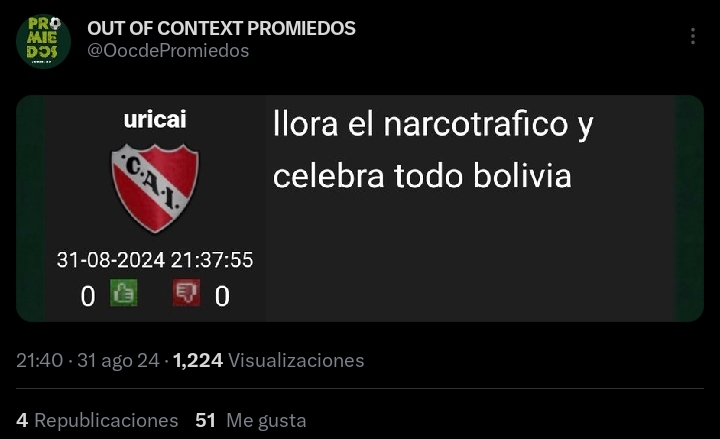 PR
MIE
DOS
OUT OF CONTEXT PROMIEDOS
@OocdePromiedos
uricai
C.A.I.
31-08-2024 21:37:55
0 0
llora el narcotrafico y
celebra todo bolivia
21:40 · 31 ago 24 · 1,224 Visualizaciones
4 Republicaciones 51 Me gusta